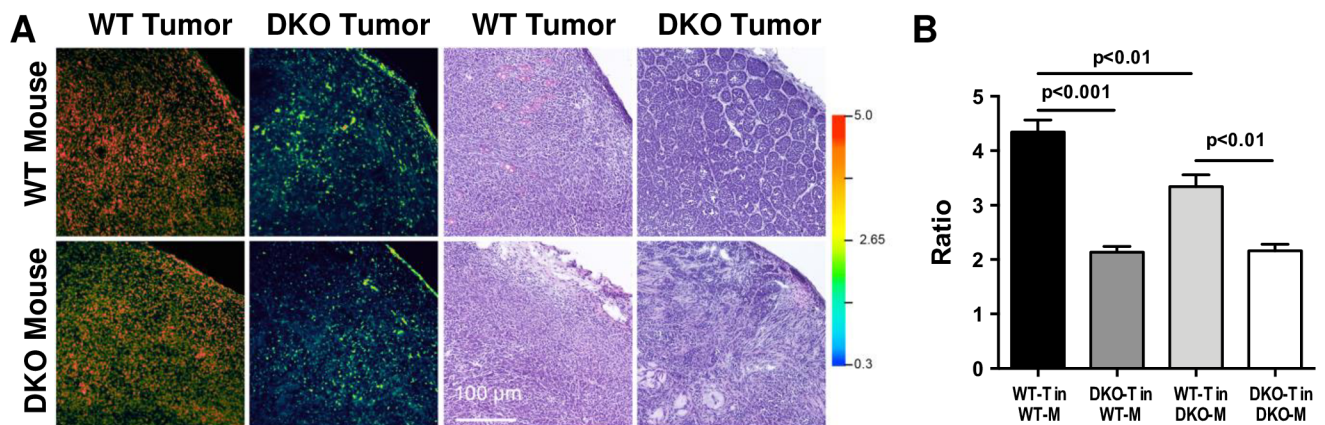 A
WT Tumor DKO Tumor WT Tumor DKO Tumor
WT Mouse
DKO Mouse
100 μm
5.0
2.65
0.3
B
p<0.01
p<0.001
p<0.01
Ratio
5
4
3
2
1
0
WT-T in WT-M
DKO-T in WT-M
WT-T in DKO-M
DKO-T in DKO-M